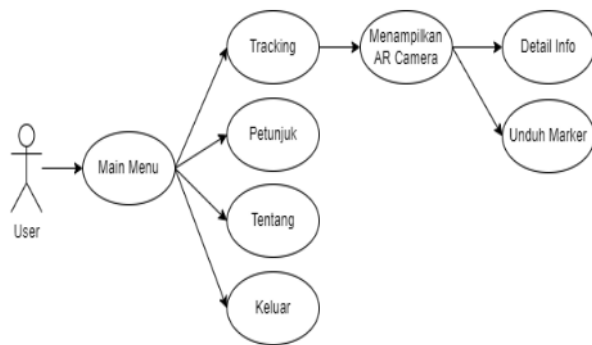 User
Main Menu
Tracking
Petunjuk
Tentang
Keluar
Menampilkan
AR Camera
Detail Info
Unduh Marker